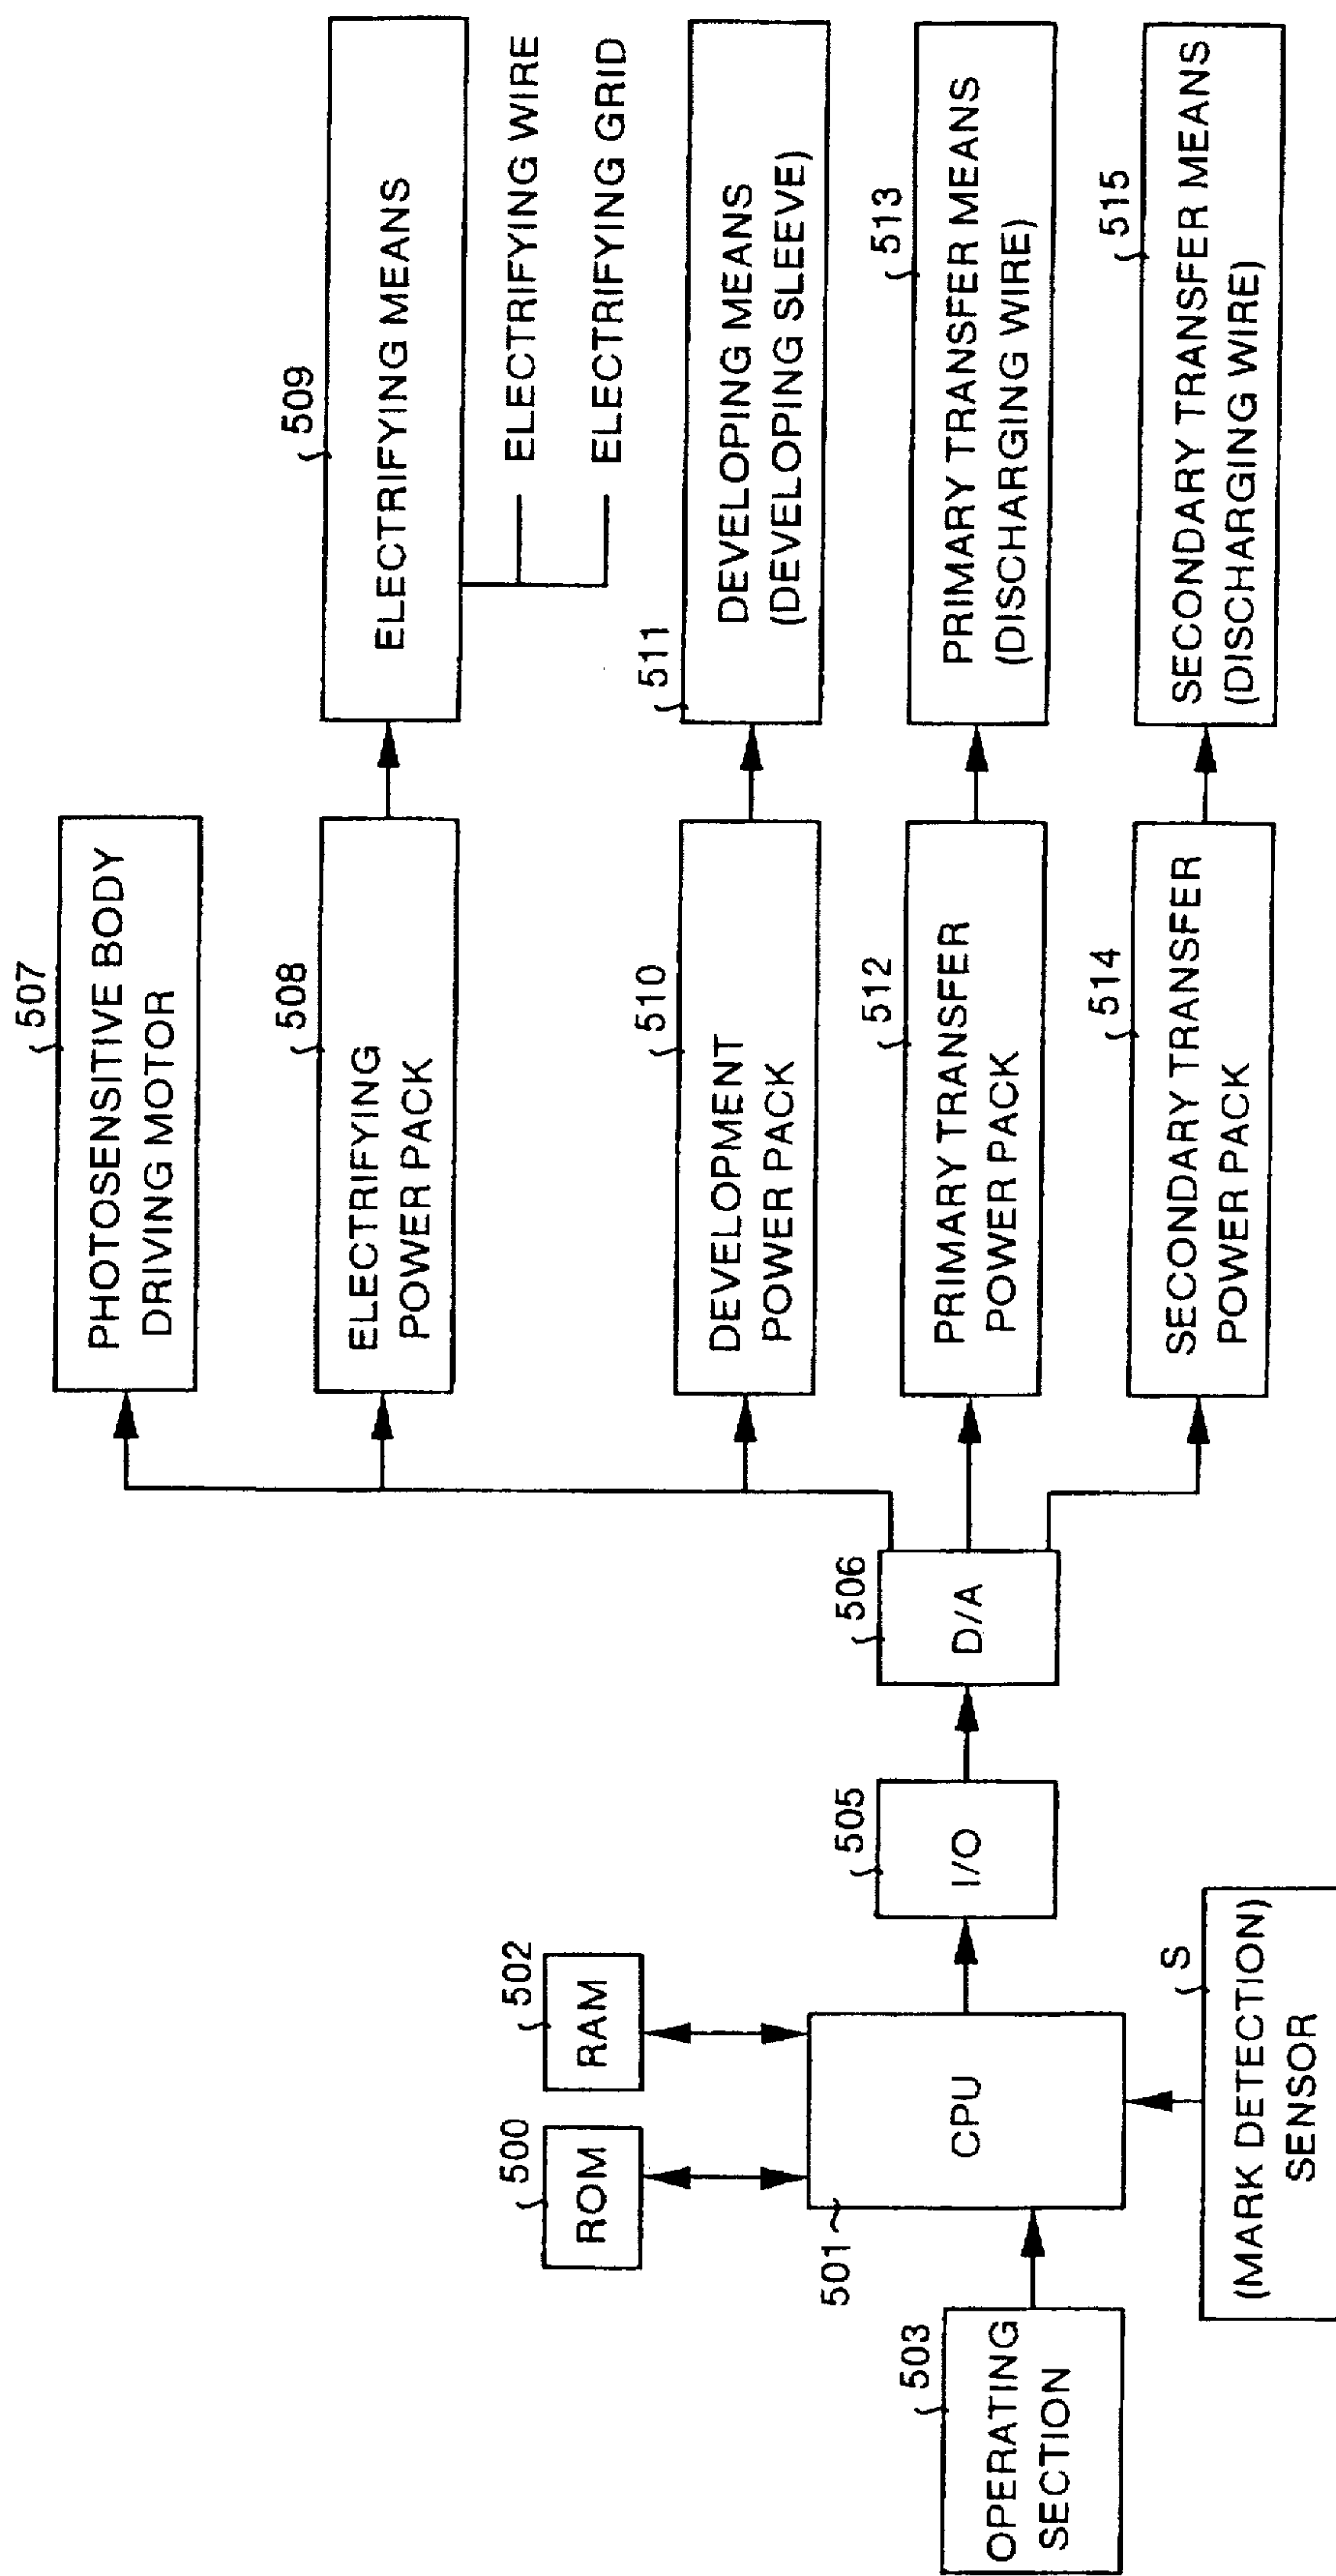 507
PHOTOSENSITIVE BODY
DRIVING MOTOR
508
ELECTRIFYING
POWER PACK
509
ELECTRIFYING MEANS
ELECTRIFYING WIRE
ELECTRIFYING GRID
510
DEVELOPMENT
POWER PACK
511
DEVELOPING MEANS
(DEVELOPING SLEEVE)
500
ROM
502
RAM
501
CPU
505
I/O
506
D/A
512
PRIMARY TRANSFER
POWER PACK
513
PRIMARY TRANSFER MEANS
(DISCHARGING WIRE)
503
OPERATING
SECTION
S
(MARK DETECTION)
SENSOR
514
SECONDARY TRANSFER
POWER PACK
515
SECONDARY TRANSFER MEANS
(DISCHARGING WIRE)